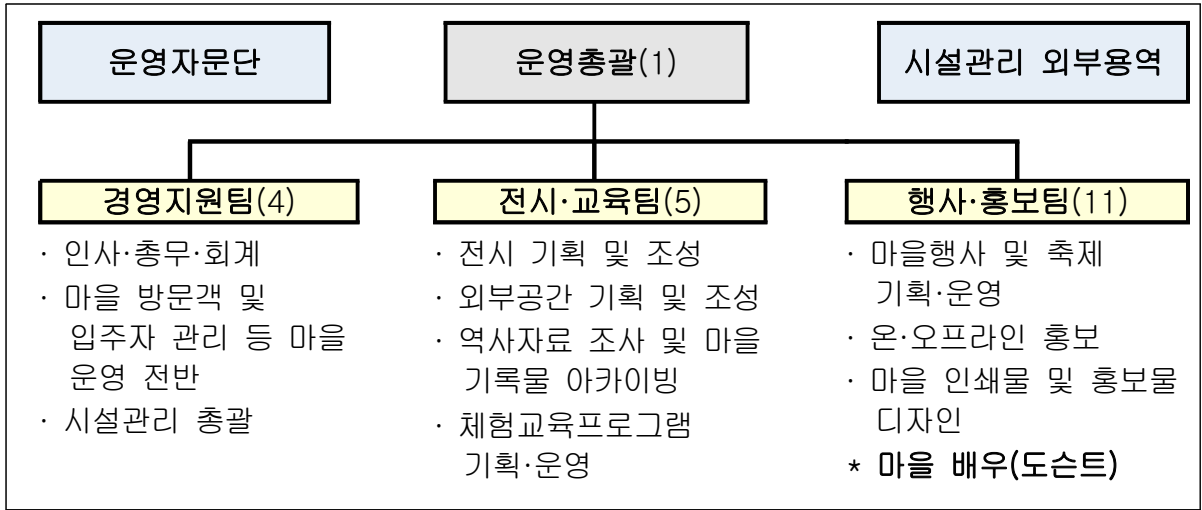 운영자문단
운영총괄(1)
시설관리 외부용역
경영지원팀(4)
· 인사·총무·회계
· 마을 방문객 및
입주자 관리 등 마을
운영 전반
· 시설관리 총괄
전시·교육팀(5)
· 전시 기획 및 조성
· 외부공간 기획 및 조성
· 역사자료 조사 및 마을
기록물 아카이빙
· 체험교육프로그램
기획·운영
행사·홍보팀(11)
· 마을행사 및 축제
기획·운영
· 온·오프라인 홍보
· 마을 인쇄물 및 홍보물
디자인
* 마을 배우(도슨트)